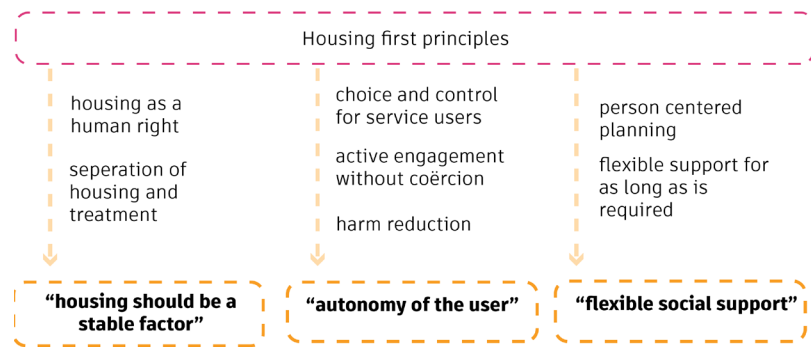 Housing first principles
housing as a
human right
seperation of
housing and
treatment
"housing should be a
stable factor"
choice and control
for service users
active engagement
without coërcion
harm reduction
"autonomy of the user"
person centered
planning
flexible support for
as long as is
required
"flexible social support"